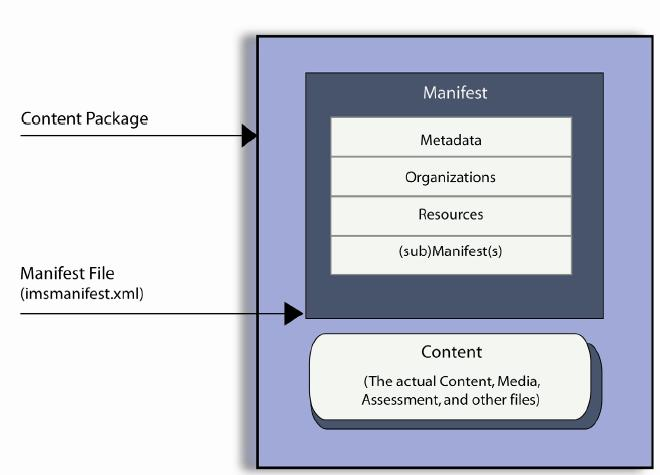 Content Package
Manifest File
(imsmanifest.xml)
Manifest
Metadata
Organizations
Resources
(sub)Manifest(s)
Content
(The actual Content, Media,
Assessment, and other files)